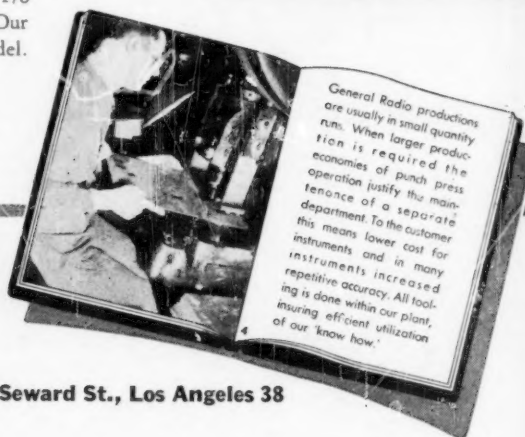 Our
del.
General Radio productions
are usually in small quantity
runs. When larger produc-
tion is required the
economies of punch press
operation justify the main-
tenance of a separate
department. To the customer
this means lower cost for
instruments and in many
instruments increased
repetitive accuracy. All tool-
ing is done within our plant,
insuring efficient utilization
of our 'know how.'
4
Seward St., Los Angeles 38